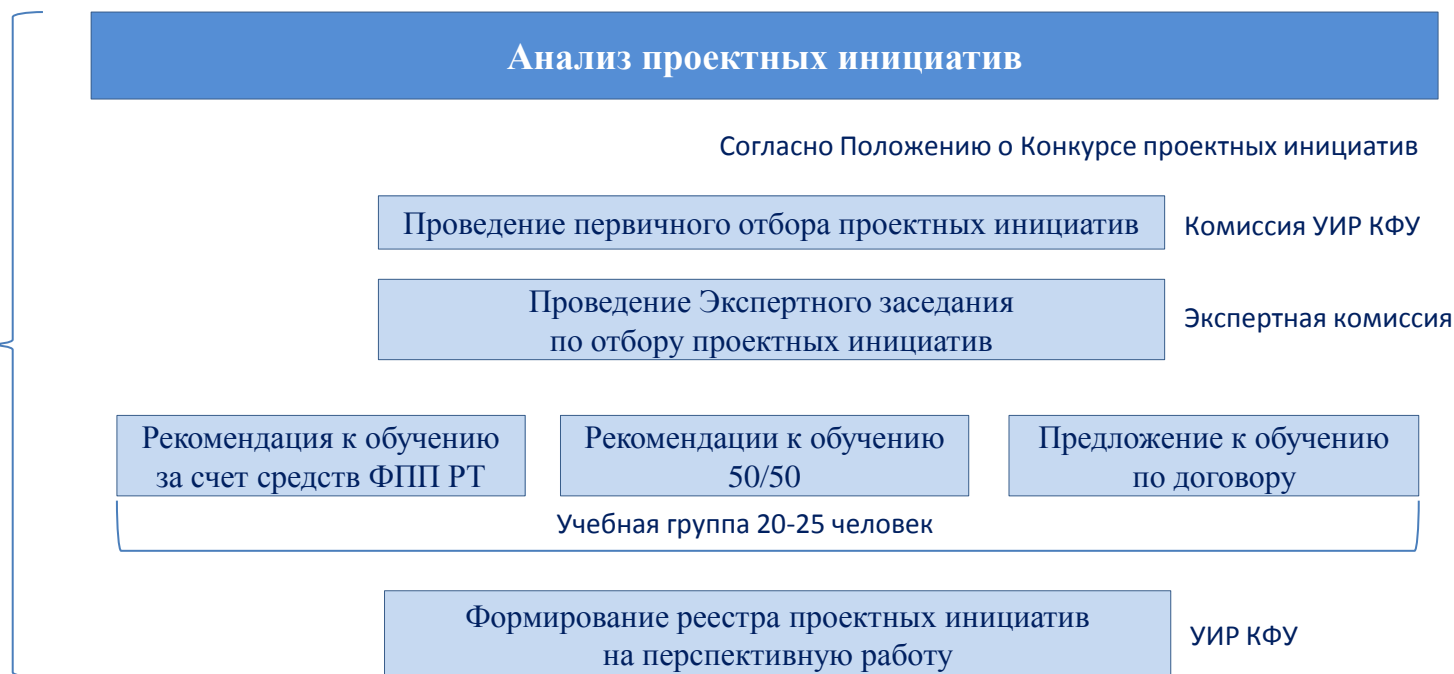 Анализ проектных инициатив
Согласно Положению о Конкурсе проектных инициатив
Проведение первичного отбора проектных инициатив
Комиссия УИР КФУ
Проведение Экспертного заседания
по отбору проектных инициатив
Экспертная комиссия
Рекомендация к обучению
за счет средств ФПП РТ
Рекомендации к обучению
50/50
Предложение к обучению
по договору
Учебная группа 20-25 человек
Формирование реестра проектных инициатив
на перспективную работу
УИР КФУ